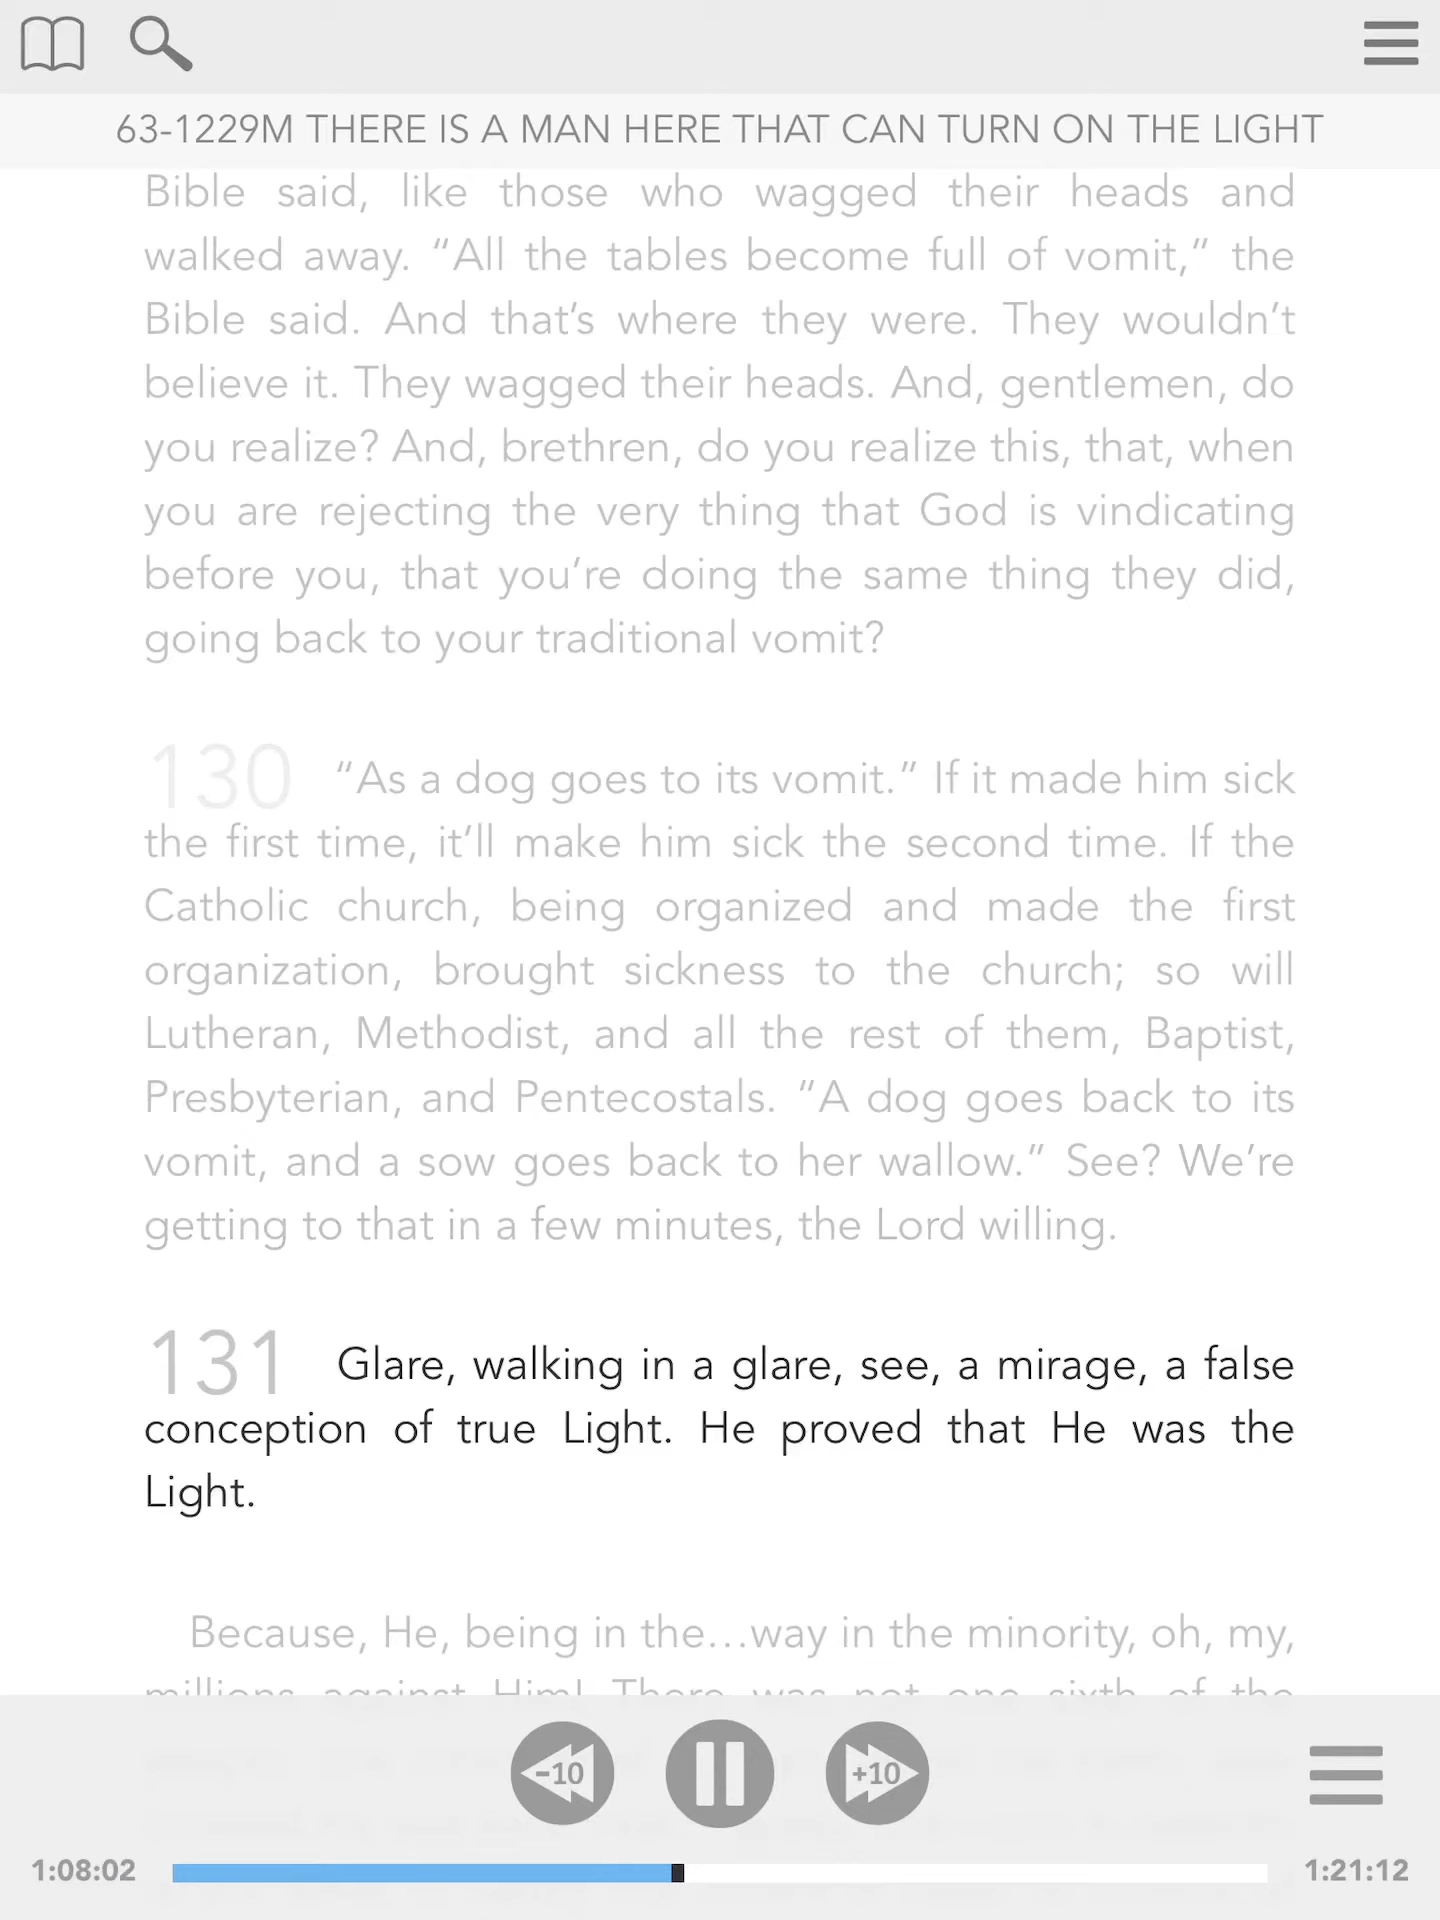 63-1229M THERE IS A MAN HERE THAT CAN TURN ON THE LIGHT
Bible said, like those who wagged their heads and
walked away. “All the tables become full of vomit,” the
Bible said. And that’s where they were. They wouldn’t
believe it. They wagged their heads. And, gentlemen, do
you realize? And, brethren, do you realize this, that, when
you are rejecting the very thing that God is vindicating
before you, that you’re doing the same thing they did,
going back to your traditional vomit?
130 “As a dog goes to its vomit.” If it made him sick
the first time, it’ll make him sick the second time. If the
Catholic church, being organized and made the first
organization, brought sickness to the church; so will
Lutheran, Methodist, and all the rest of them, Baptist,
Presbyterian, and Pentecostals. “A dog goes back to its
vomit, and a sow goes back to her wallow.” See? We’re
getting to that in a few minutes, the Lord willing.
131 Glare, walking in a glare, see, a mirage, a false
conception of true Light. He proved that He was the
Light.
Because, He, being in the…way in the minority, oh, my,
millions against Him! There was not one sixth of the
-10 +10
1:08:02 1:21:12